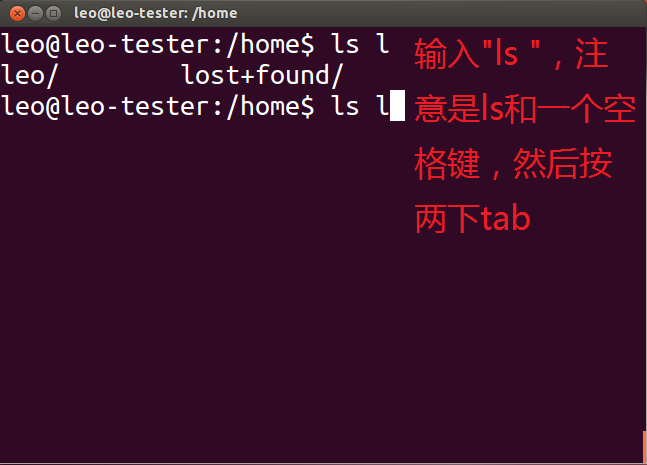 leo@leo-tester: /home
leo@leo-tester:/home$ ls l
leo/        lost+found/
leo@leo-tester:/home$ ls l
输入"ls "，注
意是ls和一个空
格键，然后按
两下tab